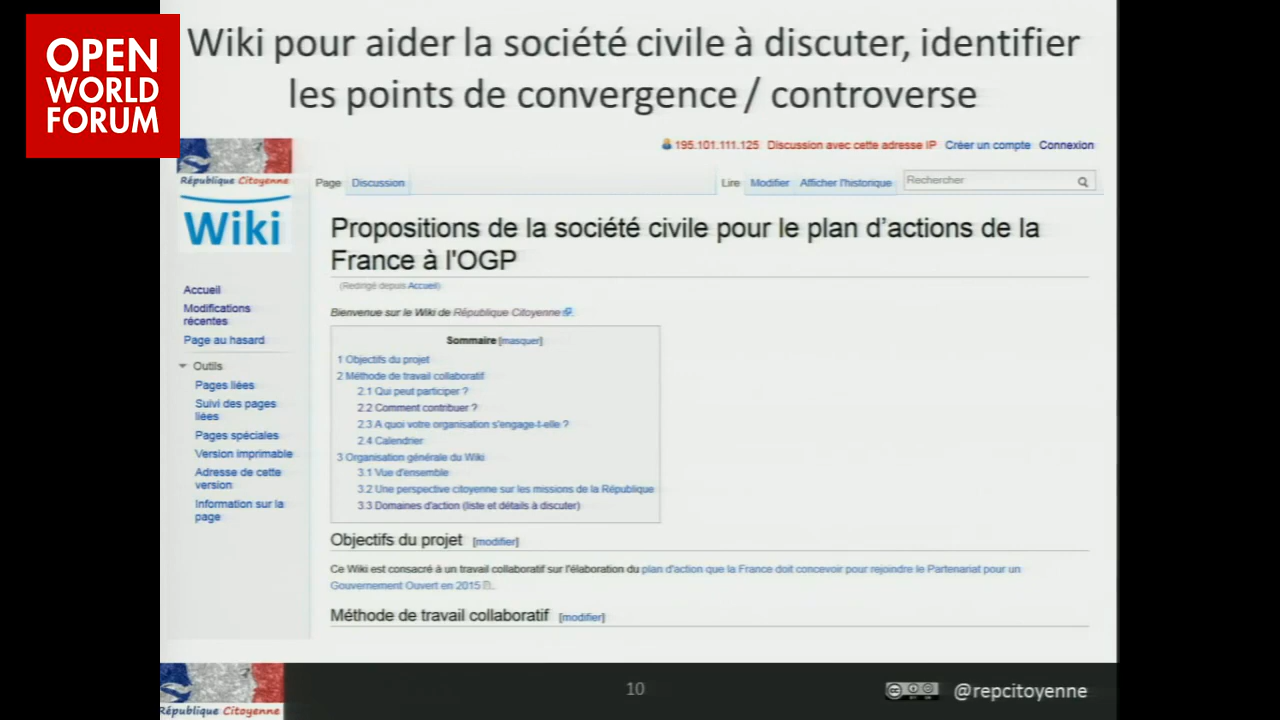 OPEN
WORLD
FORUM
Wiki pour aider la société civile à discuter, identifier
les points de convergence / controverse
195.101.111.125 Discussion avec cette adresse IP Créer un compte Connexion
République Citoyenne
Wiki
Page Discussion
Lire Modifier Afficher l'historique Rechercher
Propositions de la société civile pour le plan d’actions de la
France à l'OGP
(Redirigé depuis Accueil)
Bienvenue sur le Wiki de République Citoyenne
Accueil
Modifications
récentes
Page au hasard
Outils
Pages liées
Suivi des pages
liées
Pages spéciales
Version imprimable
Adresse de cette
version
Information sur la
page
Sommaire [masquer]
1 Objectifs du projet
2 Méthode de travail collaboratif
2.1 Qui peut participer ?
2.2 Comment contribuer ?
2.3 A quoi votre organisation s'engage-t-elle ?
2.4 Calendrier
3 Organisation générale du Wiki
3.1 Vue d'ensemble
3.2 Une perspective citoyenne sur les missions de la République
3.3 Domaines d'action (liste et détails à discuter)
Objectifs du projet [modifier]
Ce Wiki est consacré à un travail collaboratif sur l'élaboration du plan d'action que la France doit concevoir pour rejoindre le Partenariat pour un
Gouvernement Ouvert en 2015
Méthode de travail collaboratif [modifier]
République Citoyenne
10
@repcitoyenne